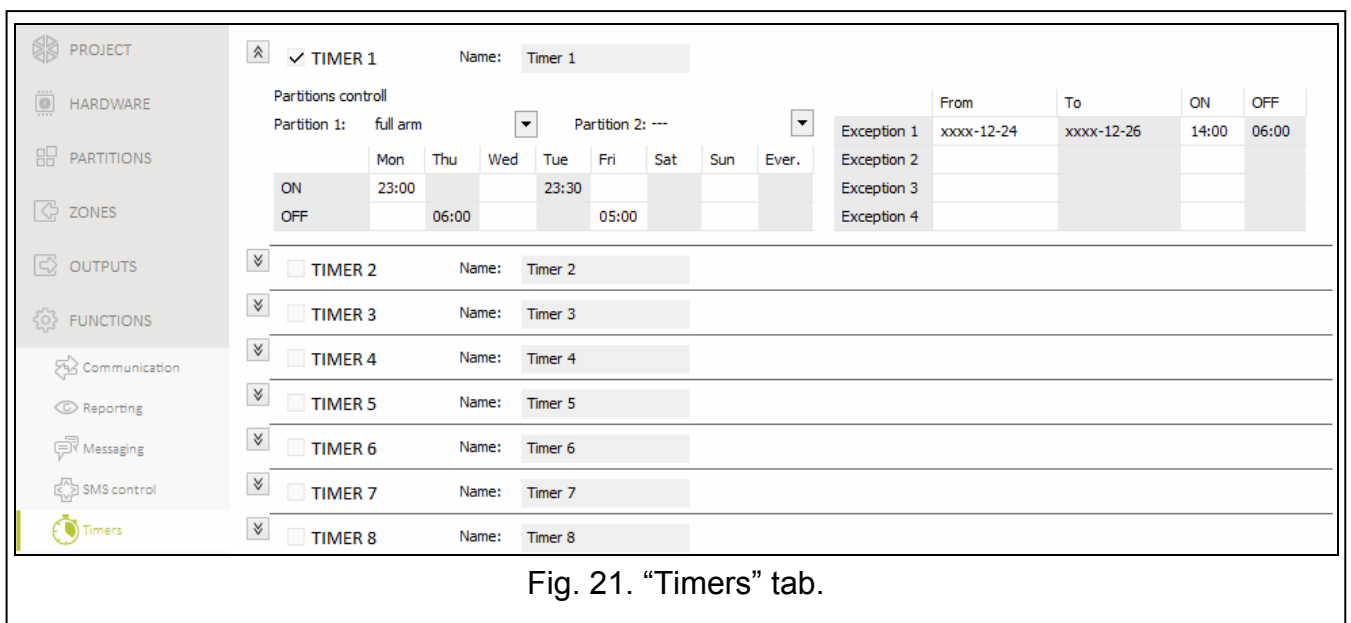 PROJECT
HARDWARE
PARTITIONS
ZONES
OUTPUTS
FUNCTIONS
Communication
Reporting
Messaging
SMS control
Timers
TIMER 1 Name: Timer 1
Partitions controll
Partition 1: full arm Partition 2: ---
Mon Thu Wed Tue Fri Sat Sun Ever.
ON 23:00 23:30
OFF 06:00 05:00
From To ON OFF
Exception 1 xxxx-12-24 xxxx-12-26 14:00 06:00
Exception 2
Exception 3
Exception 4
TIMER 2 Name: Timer 2
TIMER 3 Name: Timer 3
TIMER 4 Name: Timer 4
TIMER 5 Name: Timer 5
TIMER 6 Name: Timer 6
TIMER 7 Name: Timer 7
TIMER 8 Name: Timer 8
Fig. 21. “Timers” tab.